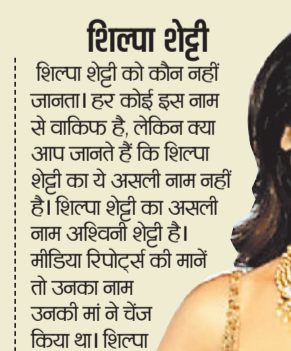 शिल्पा शेट्टी
शिल्पा शेट्टी को कौन नहीं
जानता। हर कोई इस नाम
से वाकिफ है, लेकिन क्या
आप जानते हैं कि शिल्पा
शेट्टी का ये असली नाम नहीं
है। शिल्पा शेट्टी का असली
नाम अश्विनी शेट्टी है।
मीडिया रिपोर्ट्स की मानें
तो उनका नाम
उनकी मां ने चेंज
किया था। शिल्पा